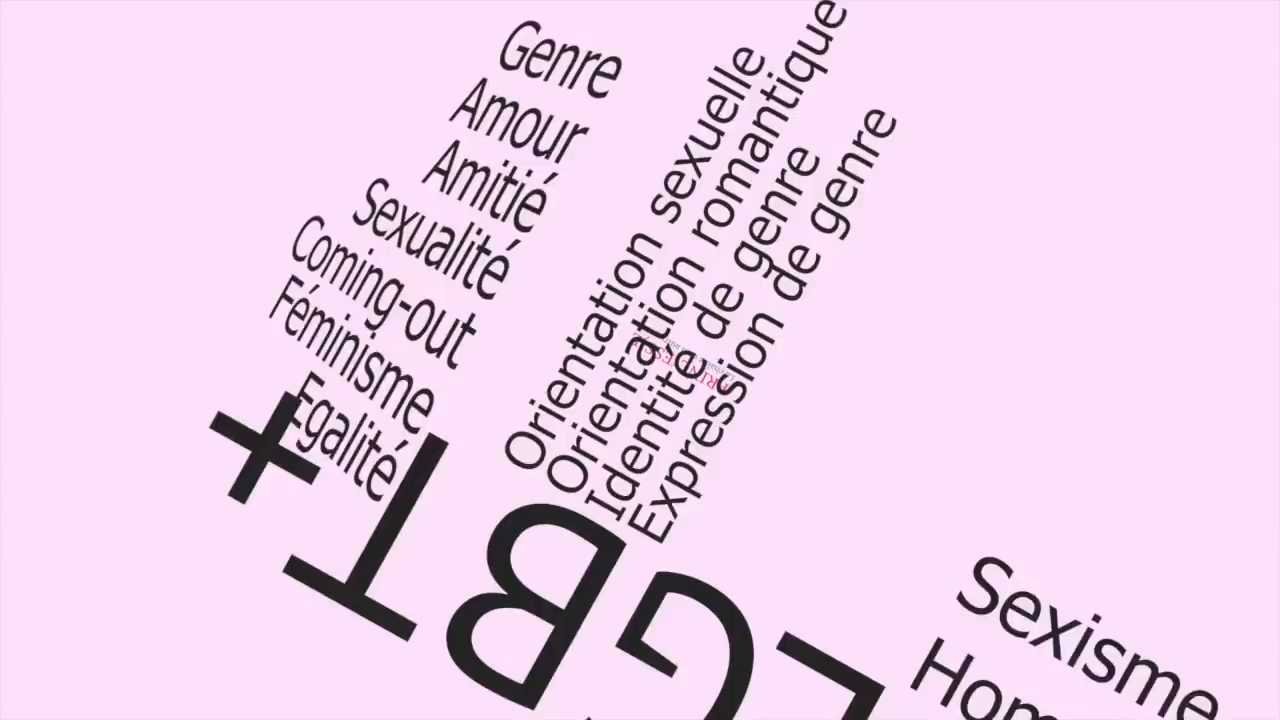 Genre
Amour
Amitié
Sexualité
Coming-out
Féminisme
Égalité
Orientation sexuelle
Orientation romantique
Identité de genre
Expression de genre
LGBT+
Sexisme